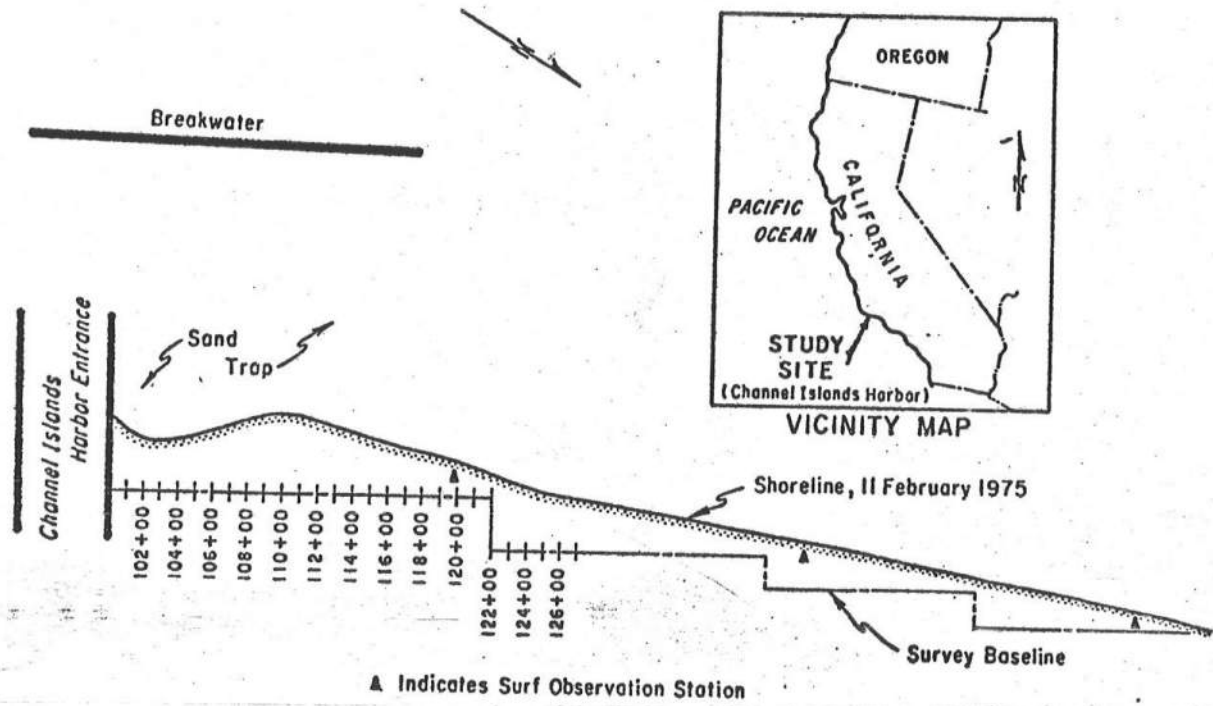 N
Breakwater
OREGON
CALIFORNIA
N
PACIFIC
OCEAN
STUDY
SITE
(Channel Islands Harbor)
VICINITY MAP
Channel Islands
Harbor Entrance
Sand
Trap
Shoreline, 11 February 1975
102+00
104+00
106+00
108+00
110+00
112+00
114+00
116+00
118+00
120+00
122+00
124+00
126+00
Survey Baseline
▲ Indicates Surf Observation Station